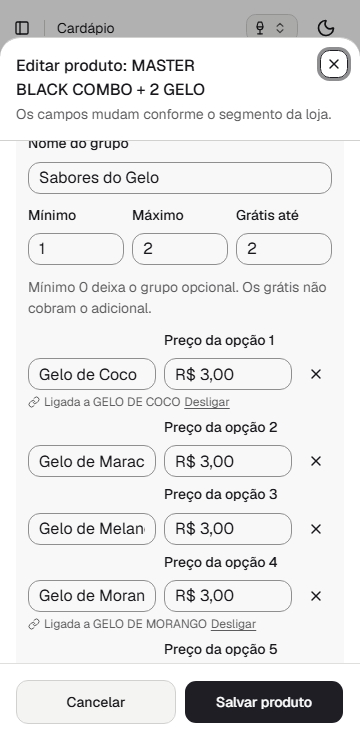 Cardápio
Editar produto: MASTER
BLACK COMBO + 2 GELO
Os campos mudam conforme o segmento da loja.
Nome do grupo
Sabores do Gelo
Mínimo Máximo Grátis até
1 2 2
Mínimo 0 deixa o grupo opcional. Os grátis não
cobram o adicional.
Preço da opção 1
Gelo de Coco R$ 3,00
Ligada a GELO DE COCO Desligar
Preço da opção 2
Gelo de Marac R$ 3,00
Preço da opção 3
Gelo de Melan R$ 3,00
Preço da opção 4
Gelo de Moran R$ 3,00
Ligada a GELO DE MORANGO Desligar
Preço da opção 5
Cancelar Salvar produto